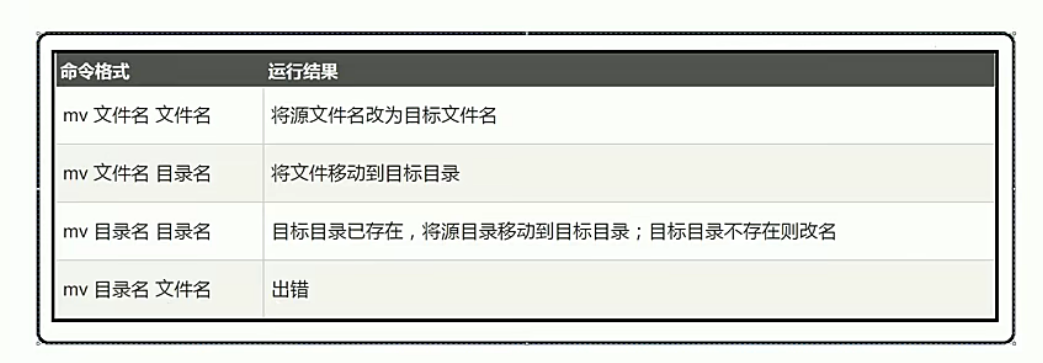 命令格式 运行结果
mv 文件名 文件名 将源文件名改为目标文件名
mv 文件名 目录名 将文件移动到目标目录
mv 目录名 目录名 目标目录已存在，将源目录移动到目标目录；目标目录不存在则改名
mv 目录名 文件名 出错